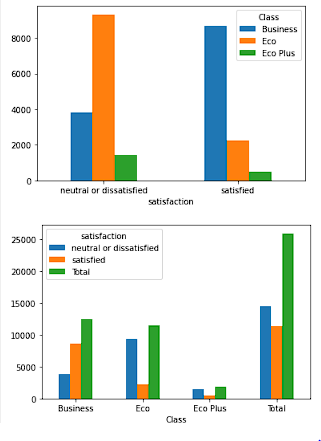 Class
Business
Eco
Eco Plus
8000
6000
4000
2000
0
neutral or dissatisfied satisfied
satisfaction
satisfaction
neutral or dissatisfied
satisfied
Total
25000
20000
15000
10000
5000
0
Business Eco Eco Plus Total
Class